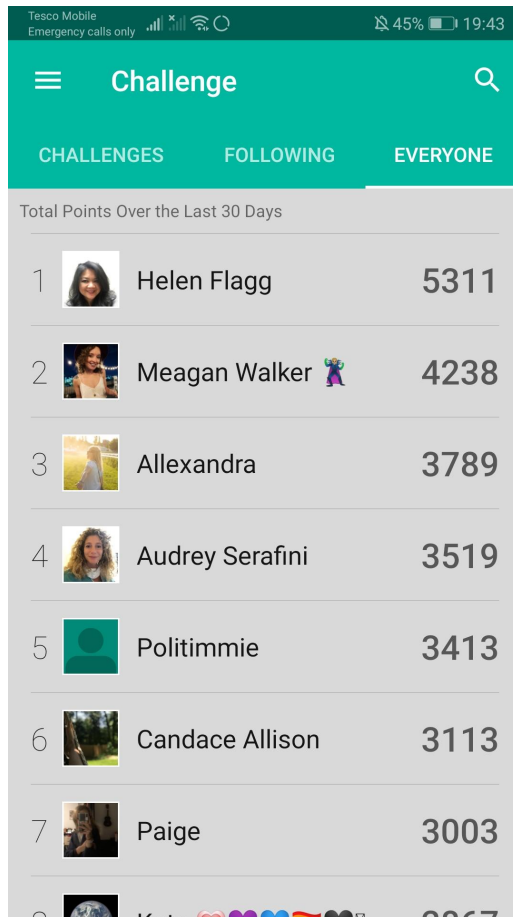 Tesco Mobile
Emergency calls only 45% 19:43
Challenge
CHALLENGES FOLLOWING EVERYONE
Total Points Over the Last 30 Days
1 Helen Flagg 5311
2 Meagan Walker 🦹‍♀️ 4238
3 Allexandra 3789
4 Audrey Serafini 3519
5 Politimmie 3413
6 Candace Allison 3113
7 Paige 3003